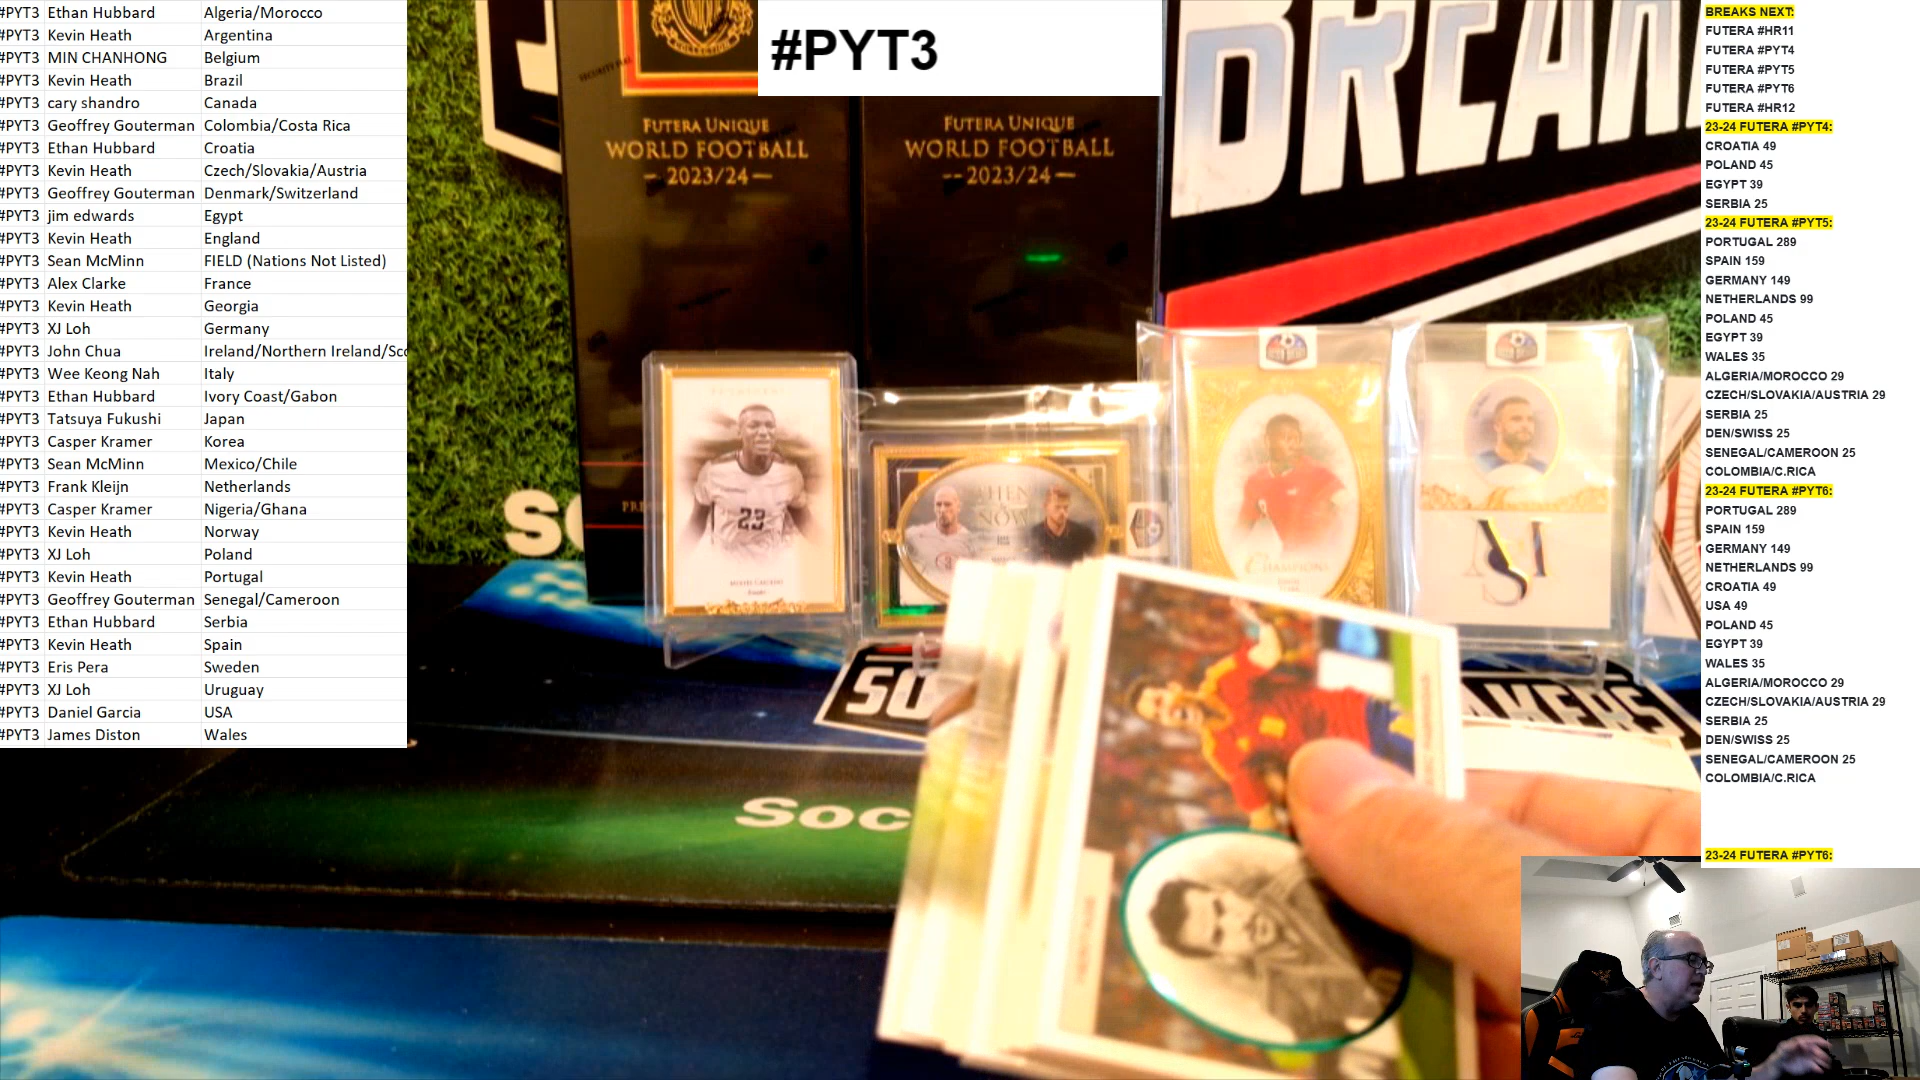 #PYT3 Ethan Hubbard Algeria/Morocco
#PYT3 Kevin Heath Argentina
#PYT3 MIN CHANHONG Belgium
#PYT3 Kevin Heath Brazil
#PYT3 cary shandro Canada
#PYT3 Geoffrey Gouterman Colombia/Costa Rica
#PYT3 Ethan Hubbard Croatia
#PYT3 Kevin Heath Czech/Slovakia/Austria
#PYT3 Geoffrey Gouterman Denmark/Switzerland
#PYT3 jim edwards Egypt
#PYT3 Kevin Heath England
#PYT3 Sean McMinn FIELD (Nations Not Listed)
#PYT3 Alex Clarke France
#PYT3 Kevin Heath Georgia
#PYT3 XJ Loh Germany
#PYT3 John Chua Ireland/Northern Ireland/Sco
#PYT3 Wee Keong Nah Italy
#PYT3 Ethan Hubbard Ivory Coast/Gabon
#PYT3 Tatsuya Fukushi Japan
#PYT3 Casper Kramer Korea
#PYT3 Sean McMinn Mexico/Chile
#PYT3 Frank Kleijn Netherlands
#PYT3 Casper Kramer Nigeria/Ghana
#PYT3 Kevin Heath Norway
#PYT3 XJ Loh Poland
#PYT3 Kevin Heath Portugal
#PYT3 Geoffrey Gouterman Senegal/Cameroon
#PYT3 Ethan Hubbard Serbia
#PYT3 Kevin Heath Spain
#PYT3 Eris Pera Sweden
#PYT3 XJ Loh Uruguay
#PYT3 Daniel Garcia USA
#PYT3 James Diston Wales
#PYT3
FUTERA UNIQUE
WORLD FOOTBALL
2023/24
FUTERA UNIQUE
WORLD FOOTBALL
2023/24
BREAK
23
THEN
NOW
CHAMPIONS
SO
SO
AKERS
Soc
BREAKS NEXT:
FUTERA #HR11
FUTERA #PYT4
FUTERA #PYT5
FUTERA #PYT6
FUTERA #HR12
23-24 FUTERA #PYT4:
CROATIA 49
POLAND 45
EGYPT 39
SERBIA 25
23-24 FUTERA #PYT5:
PORTUGAL 289
SPAIN 159
GERMANY 149
NETHERLANDS 99
POLAND 45
EGYPT 39
WALES 35
ALGERIA/MOROCCO 29
CZECH/SLOVAKIA/AUSTRIA 29
SERBIA 25
DEN/SWISS 25
SENEGAL/CAMEROON 25
COLOMBIA/C.RICA
23-24 FUTERA #PYT6:
PORTUGAL 289
SPAIN 159
GERMANY 149
NETHERLANDS 99
CROATIA 49
USA 49
POLAND 45
EGYPT 39
WALES 35
ALGERIA/MOROCCO 29
CZECH/SLOVAKIA/AUSTRIA 29
SERBIA 25
DEN/SWISS 25
SENEGAL/CAMEROON 25
COLOMBIA/C.RICA
23-24 FUTERA #PYT6: